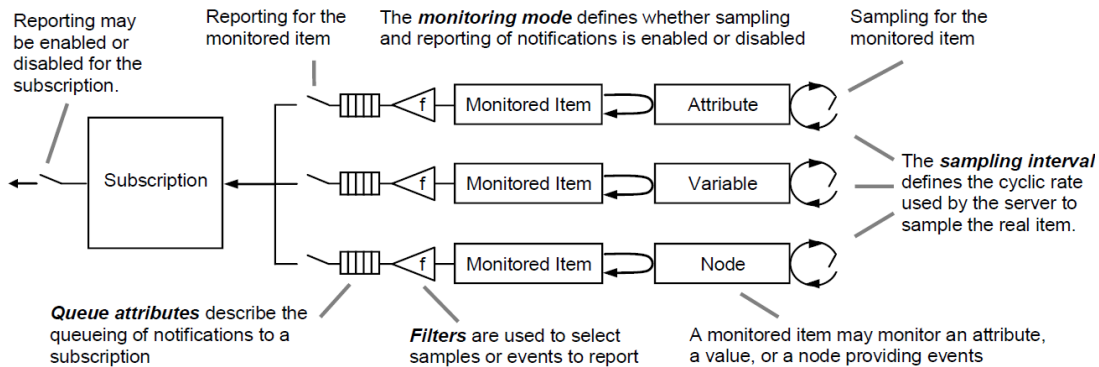 Reporting may
be enabled or
disabled for the
subscription.
Reporting for the
monitored item
The monitoring mode defines whether sampling
and reporting of notifications is enabled or disabled
Sampling for the
monitored item
f
Monitored Item
Attribute
Subscription
f
Monitored Item
Variable
The sampling interval
defines the cyclic rate
used by the server to
sample the real item.
f
Monitored Item
Node
Queue attributes describe the
queueing of notifications to a
subscription
Filters are used to select
samples or events to report
A monitored item may monitor an attribute,
a value, or a node providing events